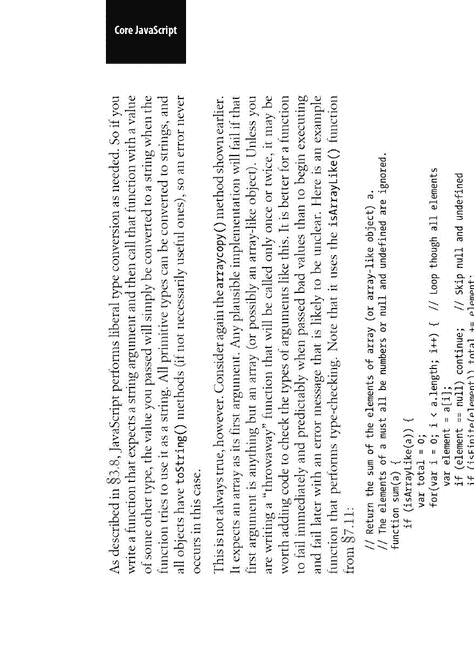 Core JavaScript
As described in §3.8, JavaScript performs liberal type conversion as needed. So if you
write a function that expects a string argument and then call that function with a value
of some other type, the value you passed will simply be converted to a string when the
function tries to use it as a string. All primitive types can be converted to strings, and
all objects have toString() methods (if not necessarily useful ones), so an error never
occurs in this case.
This is not always true, however. Consider again the arraycopy() method shown earlier.
It expects an array as its first argument. Any plausible implementation will fail if that
first argument is anything but an array (or possibly an array-like object). Unless you
are writing a “throwaway” function that will be called only once or twice, it may be
worth adding code to check the types of arguments like this. It is better for a function
to fail immediately and predictably when passed bad values than to begin executing
and fail later with an error message that is likely to be unclear. Here is an example
function that performs type-checking. Note that it uses the isArrayLike() function
from §7.11:
// Return the sum of the elements of array (or array-like object) a.
// The elements of a must all be numbers or null and undefined are ignored.
function sum(a) {
if (isArrayLike(a)) {
var total = 0;
for(var i = 0; i < a.length; i++) { // Loop though all elements
var element = a[i];
if (element == null) continue; // Skip null and undefined
if (isFinite(element)) total += element;